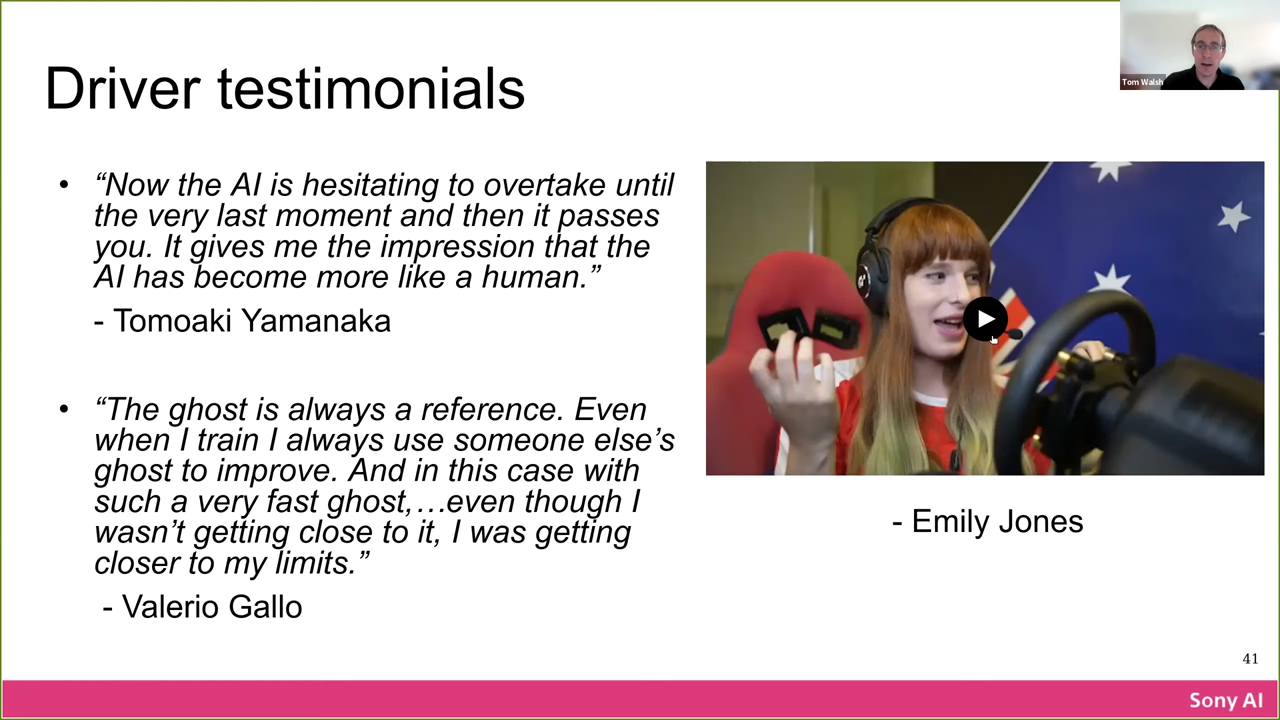 Tom Walsh
Driver testimonials
• “Now the AI is hesitating to overtake until
the very last moment and then it passes
you. It gives me the impression that the
AI has become more like a human.”
- Tomoaki Yamanaka
• “The ghost is always a reference. Even
when I train I always use someone else’s
ghost to improve. And in this case with
such a very fast ghost,…even though I
wasn’t getting close to it, I was getting
closer to my limits.”
- Valerio Gallo
- Emily Jones
41
Sony AI